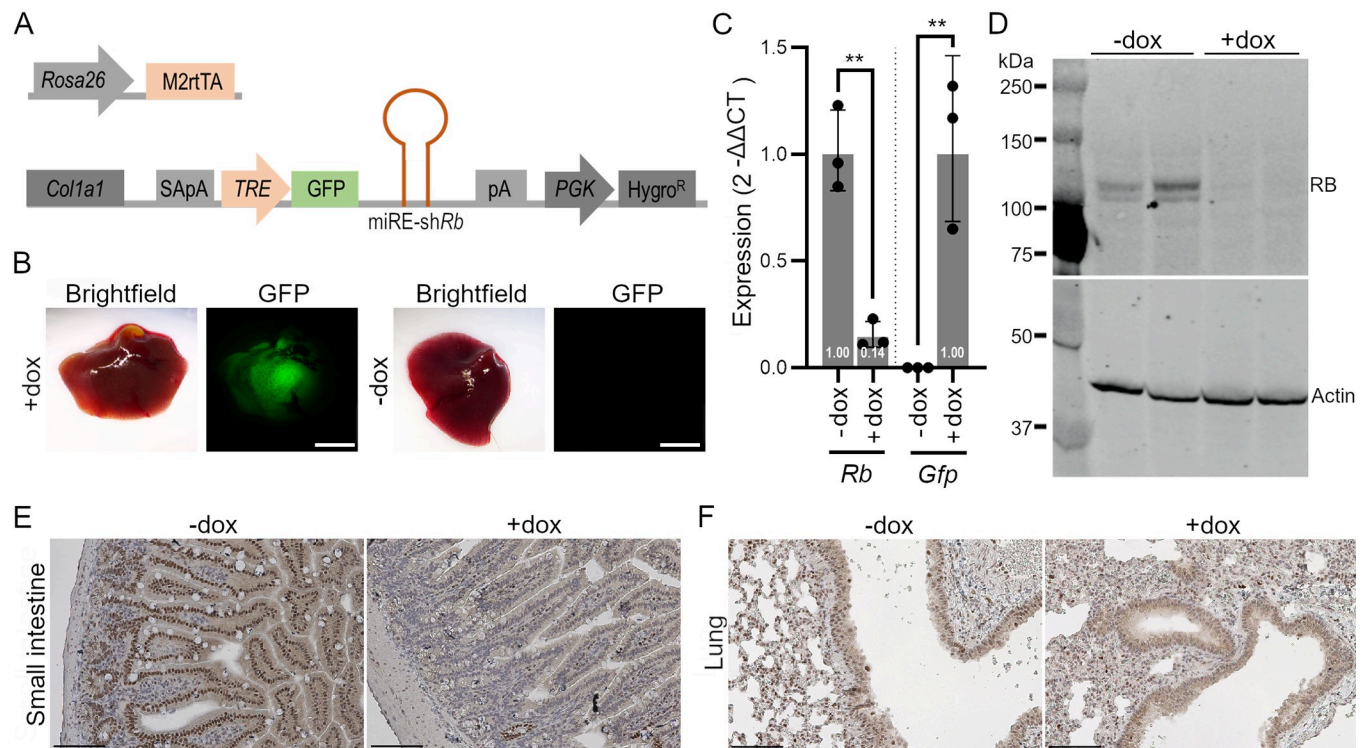 A
Rosa26
M2rtTA
Col1a1
SApA
TRE
GFP
miRE-shRb
pA
PGK
HygroR
B
Brightfield
GFP
Brightfield
GFP
+dox
-dox
C
Expression (2 -ΔΔCT )
1.5
1.0
0.5
0.0
**
**
1.00
0.14
1.00
-dox
+dox
-dox
+dox
Rb
Gfp
D
-dox
+dox
kDa
250
150
100
75
50
37
RB
Actin
E
-dox
+dox
Small intestine
F
-dox
+dox
Lung